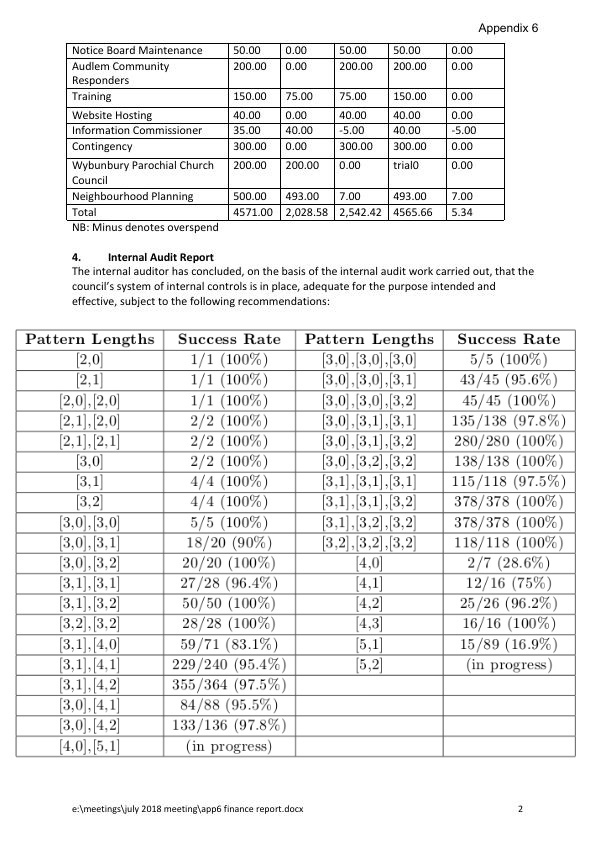 Appendix 6
Notice Board Maintenance 50.00 0.00 50.00 50.00 0.00
Audlem Community 200.00 0.00 200.00 200.00 0.00
Responders
Training 150.00 75.00 75.00 150.00 0.00
Website Hosting 40.00 0.00 40.00 40.00 0.00
Information Commissioner 35.00 40.00 -5.00 40.00 -5.00
Contingency 300.00 0.00 300.00 300.00 0.00
Wybunbury Parochial Church 200.00 200.00 0.00 trial0 0.00
Council
Neighbourhood Planning 500.00 493.00 7.00 493.00 7.00
Total 4571.00 2,028.58 2,542.42 4565.66 5.34
NB: Minus denotes overspend
4. Internal Audit Report
The internal auditor has concluded, on the basis of the internal audit work carried out, that the
council's system of internal controls is in place, adequate for the purpose intended and
effective, subject to the following recommendations:
Pattern Lengths Success Rate Pattern Lengths Success Rate
[2,0] 1/1 (100%) [3,0],[3,0],[3,0] 5/5 (100%)
[2,1] 1/1 (100%) [3,0],[3,0],[3,1] 43/45 (95.6%)
[2,0],[2,0] 1/1 (100%) [3,0],[3,0],[3,2] 45/45 (100%)
[2,1],[2,0] 2/2 (100%) [3,0],[3,1],[3,1] 135/138 (97.8%)
[2,1],[2,1] 2/2 (100%) [3,0],[3,1],[3,2] 280/280 (100%)
[3,0] 2/2 (100%) [3,0],[3,2],[3,2] 138/138 (100%)
[3,1] 4/4 (100%) [3,1],[3,1],[3,1] 115/118 (97.5%)
[3,2] 4/4 (100%) [3,1],[3,1],[3,2] 378/378 (100%)
[3,0],[3,0] 5/5 (100%) [3,1],[3,2],[3,2] 378/378 (100%)
[3,0],[3,1] 18/20 (90%) [3,2],[3,2],[3,2] 118/118 (100%)
[3,0],[3,2] 20/20 (100%) [4,0] 2/7 (28.6%)
[3,1],[3,1] 27/28 (96.4%) [4,1] 12/16 (75%)
[3,1],[3,2] 50/50 (100%) [4,2] 25/26 (96.2%)
[3,2],[3,2] 28/28 (100%) [4,3] 16/16 (100%)
[3,1],[4,0] 59/71 (83.1%) [5,1] 15/89 (16.9%)
[3,1],[4,1] 229/240 (95.4%) [5,2] (in progress)
[3,1],[4,2] 355/364 (97.5%)
[3,0],[4,1] 84/88 (95.5%)
[3,0],[4,2] 133/136 (97.8%)
[4,0],[5,1] (in progress)
e:\meetings\july 2018 meeting\app6 finance report.docx 2